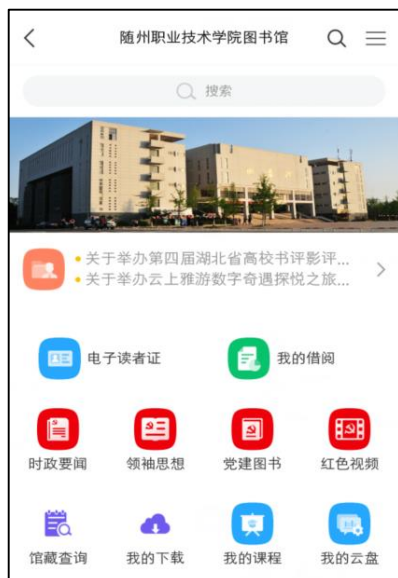 随州职业技术学院图书馆
搜索
关于举办第四届湖北省高校书评影评...
关于举办云上雅游数字奇遇探悦之旅...
电子读者证
我的借阅
时政要闻
领袖思想
党建图书
红色视频
馆藏查询
我的下载
我的课程
我的云盘